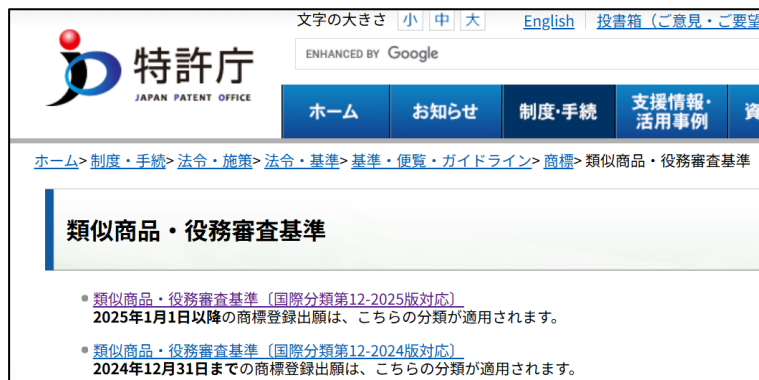 文字の大きさ 小 中 大 English 投書箱（ご意見・ご要望
特許庁
JAPAN PATENT OFFICE
ENHANCED BY Google
ホーム お知らせ 制度・手続 支援情報・活用事例 資
ホーム> 制度・手続> 法令・施策> 法令・基準> 基準・便覧・ガイドライン> 商標> 類似商品・役務審査基準
類似商品・役務審査基準
類似商品・役務審査基準〔国際分類第12-2025版対応〕
2025年1月1日以降の商標登録出願は、こちらの分類が適用されます。
類似商品・役務審査基準〔国際分類第12-2024版対応〕
2024年12月31日までの商標登録出願は、こちらの分類が適用されます。